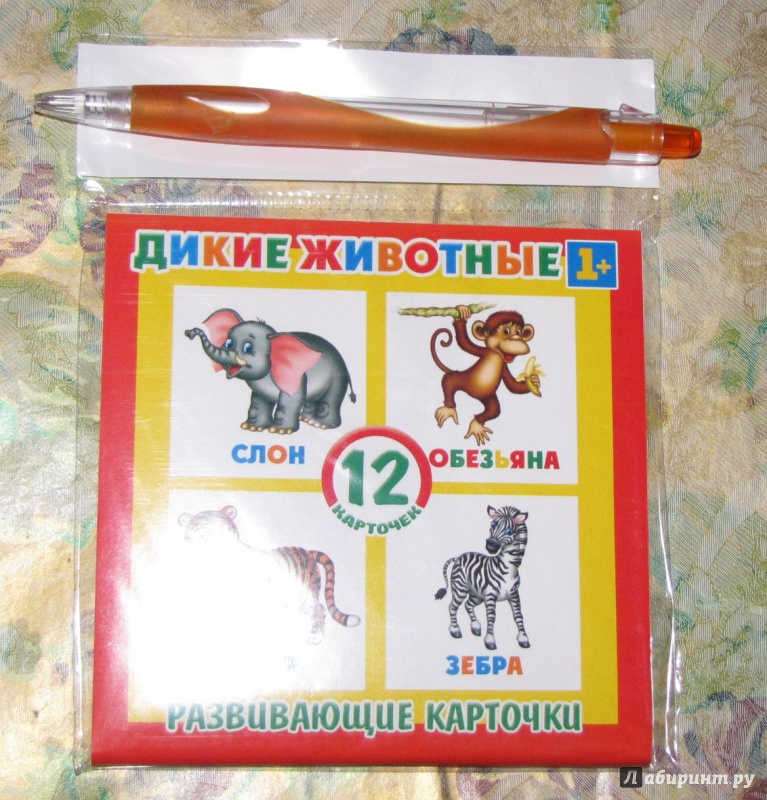 ДИКИЕ ЖИВОТНЫЕ 1+
СЛОН
ОБЕЗЬЯНА
12
КАРТОЧЕК
ЗЕБРА
РАЗВИВАЮЩИЕ КАРТОЧКИ
Лабиринт.ру